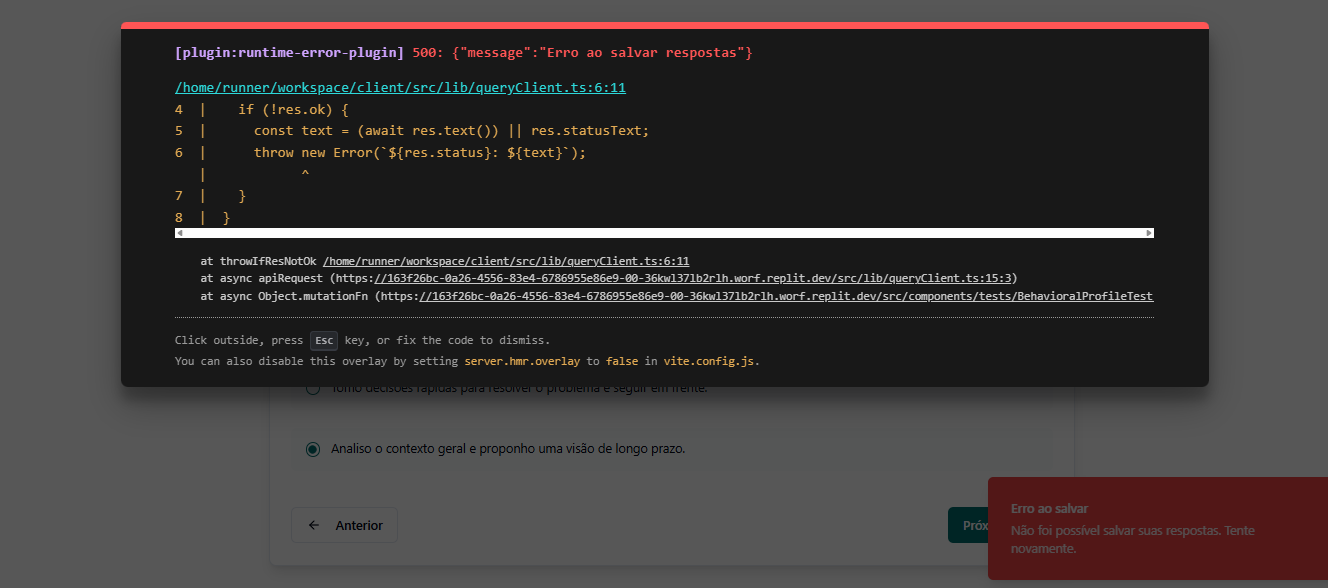 [plugin:runtime-error-plugin] 500: {"message":"Erro ao salvar respostas"}
/home/runner/workspace/client/src/lib/queryClient.ts:6:11
4  |    if (!res.ok) {
5  |      const text = (await res.text()) || res.statusText;
6  |      throw new Error(`${res.status}: ${text}`);
   |            ^
7  |    }
8  |  }
at throwIfResNotOk /home/runner/workspace/client/src/lib/queryClient.ts:6:11
at async apiRequest (https://163f26bc-0a26-4556-83e4-6786955e86e9-00-36kwl37lb2rlh.worf.replit.dev/src/lib/queryClient.ts:15:3)
at async Object.mutationFn (https://163f26bc-0a26-4556-83e4-6786955e86e9-00-36kwl37lb2rlh.worf.replit.dev/src/components/tests/BehavioralProfileTest
Click outside, press Esc key, or fix the code to dismiss.
You can also disable this overlay by setting server.hmr.overlay to false in vite.config.js.
Tomo decisões rápidas para resolver o problema e seguir em frente.
Analiso o contexto geral e proponho uma visão de longo prazo.
Anterior
Próx
Erro ao salvar
Não foi possível salvar suas respostas. Tente
novamente.